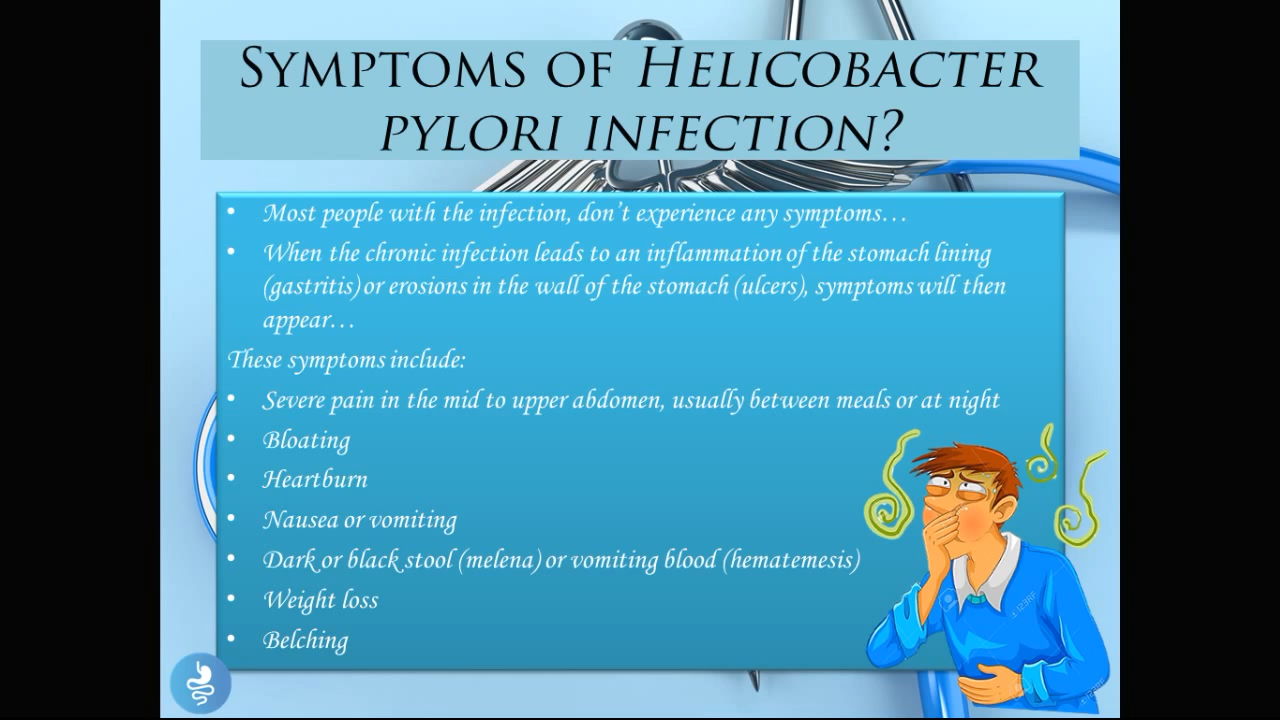 Symptoms of Helicobacter
pylori infection?
• Most people with the infection, don't experience any symptoms…
• When the chronic infection leads to an inflammation of the stomach lining
(gastritis) or erosions in the wall of the stomach (ulcers), symptoms will then
appear…
These symptoms include:
• Severe pain in the mid to upper abdomen, usually between meals or at night
• Bloating
• Heartburn
• Nausea or vomiting
• Dark or black stool (melena) or vomiting blood (hematemesis)
• Weight loss
• Belching
123RF